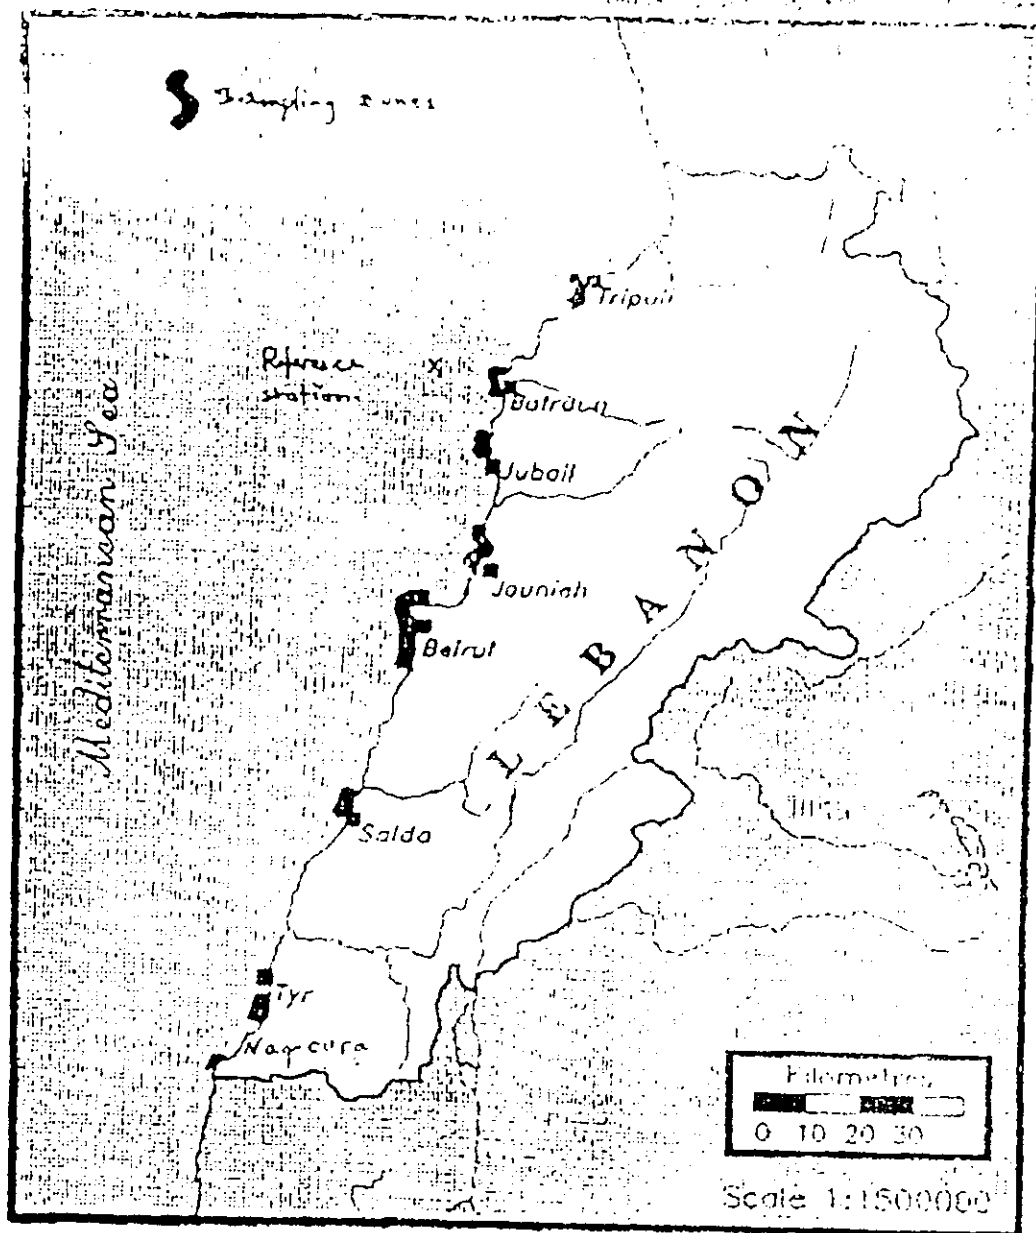 zones
Tripoli
Reference
station
Batroun
Jubail
Jouniah
Beirut
Mediterranean Sea
LEBANON
Saida
Tyr
Naqoura
Kilometres
0 10 20 30
Scale 1:1500000